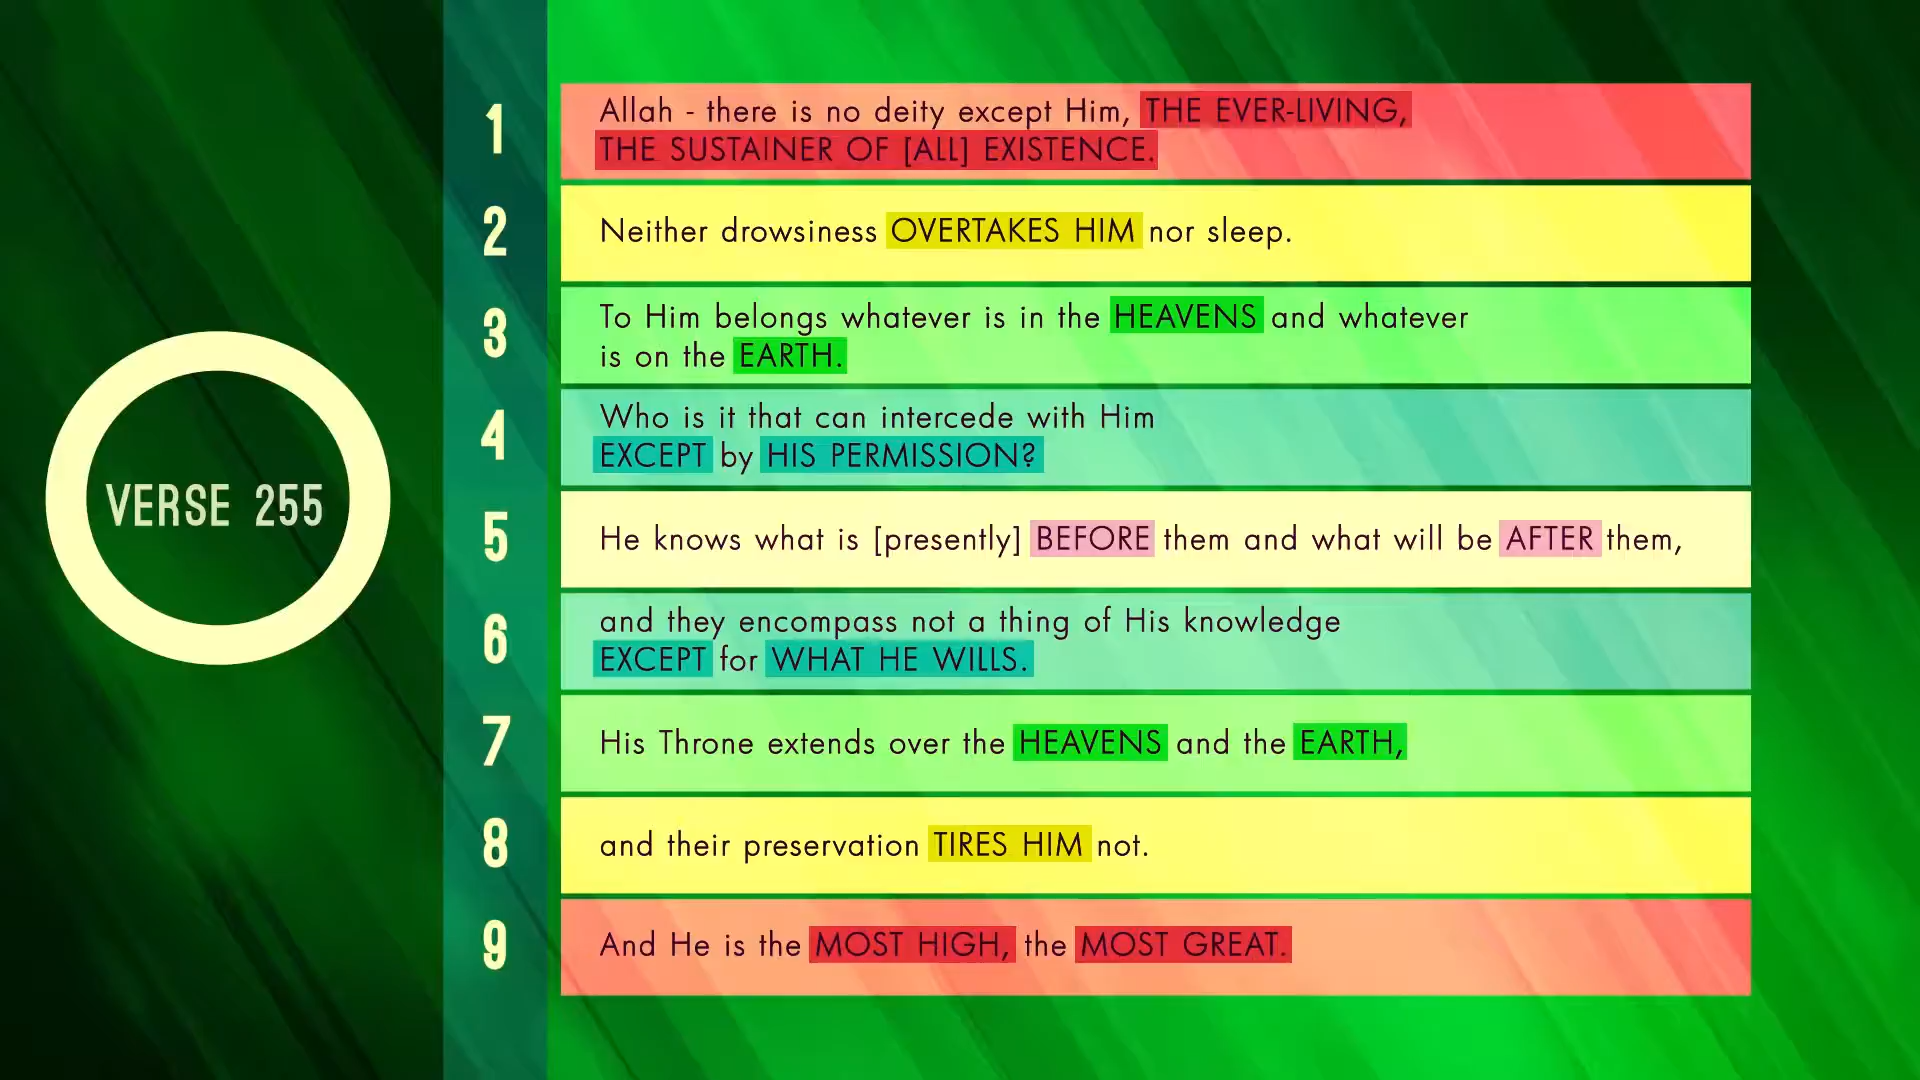 VERSE 255
1
Allah - there is no deity except Him, THE EVER-LIVING,
THE SUSTAINER OF [ALL] EXISTENCE.
2
Neither drowsiness OVERTAKES HIM nor sleep.
3
To Him belongs whatever is in the HEAVENS and whatever
is on the EARTH.
4
Who is it that can intercede with Him
EXCEPT by HIS PERMISSION?
5
He knows what is [presently] BEFORE them and what will be AFTER them,
6
and they encompass not a thing of His knowledge
EXCEPT for WHAT HE WILLS.
7
His Throne extends over the HEAVENS and the EARTH,
8
and their preservation TIRES HIM not.
9
And He is the MOST HIGH, the MOST GREAT.